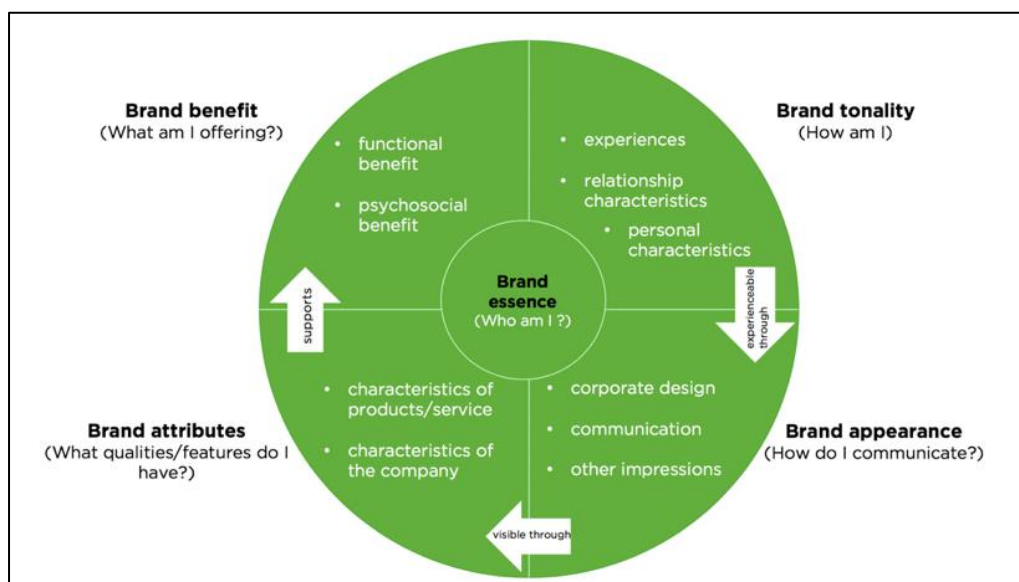 Brand benefit
(What am I offering?)
• functional
benefit
• psychosocial
benefit
Brand tonality
(How am I)
• experiences
• relationship
characteristics
• personal
characteristics
Brand
essence
(Who am I ?)
supports
experienceable
through
Brand attributes
(What qualities/features do I
have?)
• characteristics of
products/service
• characteristics of
the company
• corporate design
• communication
• other impressions
Brand appearance
(How do I communicate?)
visible through